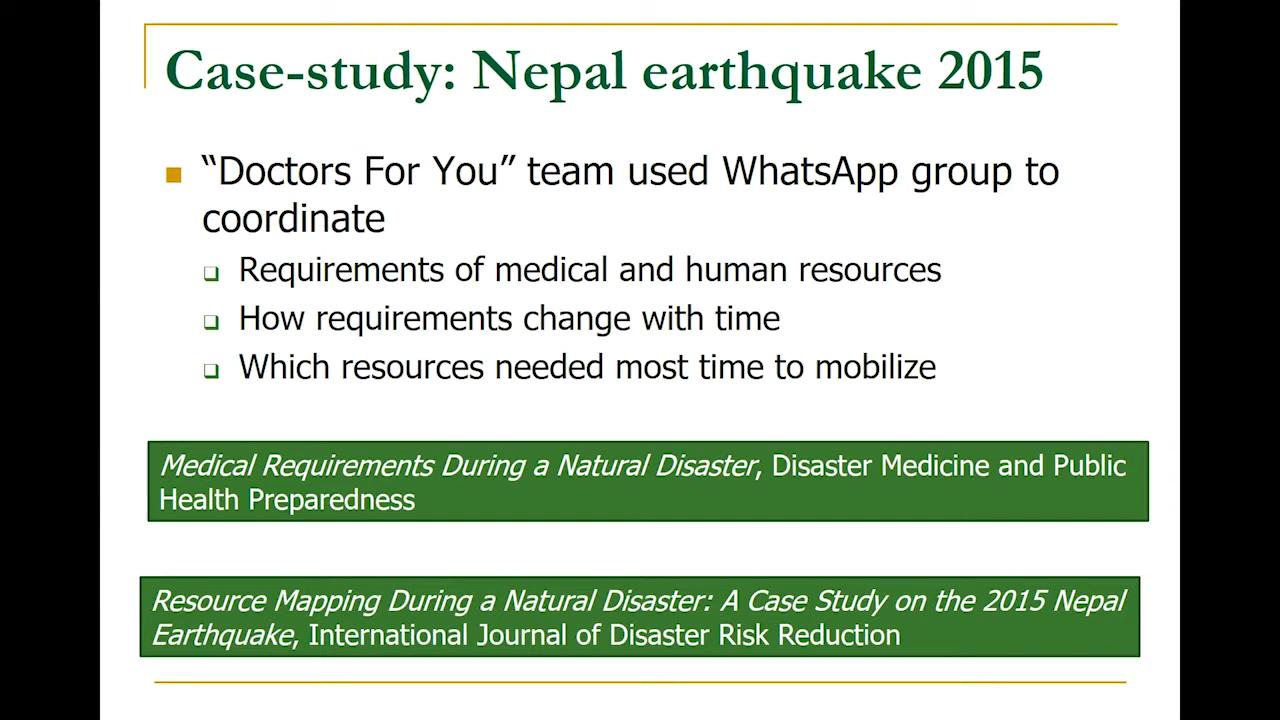 Case-study: Nepal earthquake 2015
“Doctors For You” team used WhatsApp group to
coordinate
Requirements of medical and human resources
How requirements change with time
Which resources needed most time to mobilize
Medical Requirements During a Natural Disaster, Disaster Medicine and Public
Health Preparedness
Resource Mapping During a Natural Disaster: A Case Study on the 2015 Nepal
Earthquake, International Journal of Disaster Risk Reduction